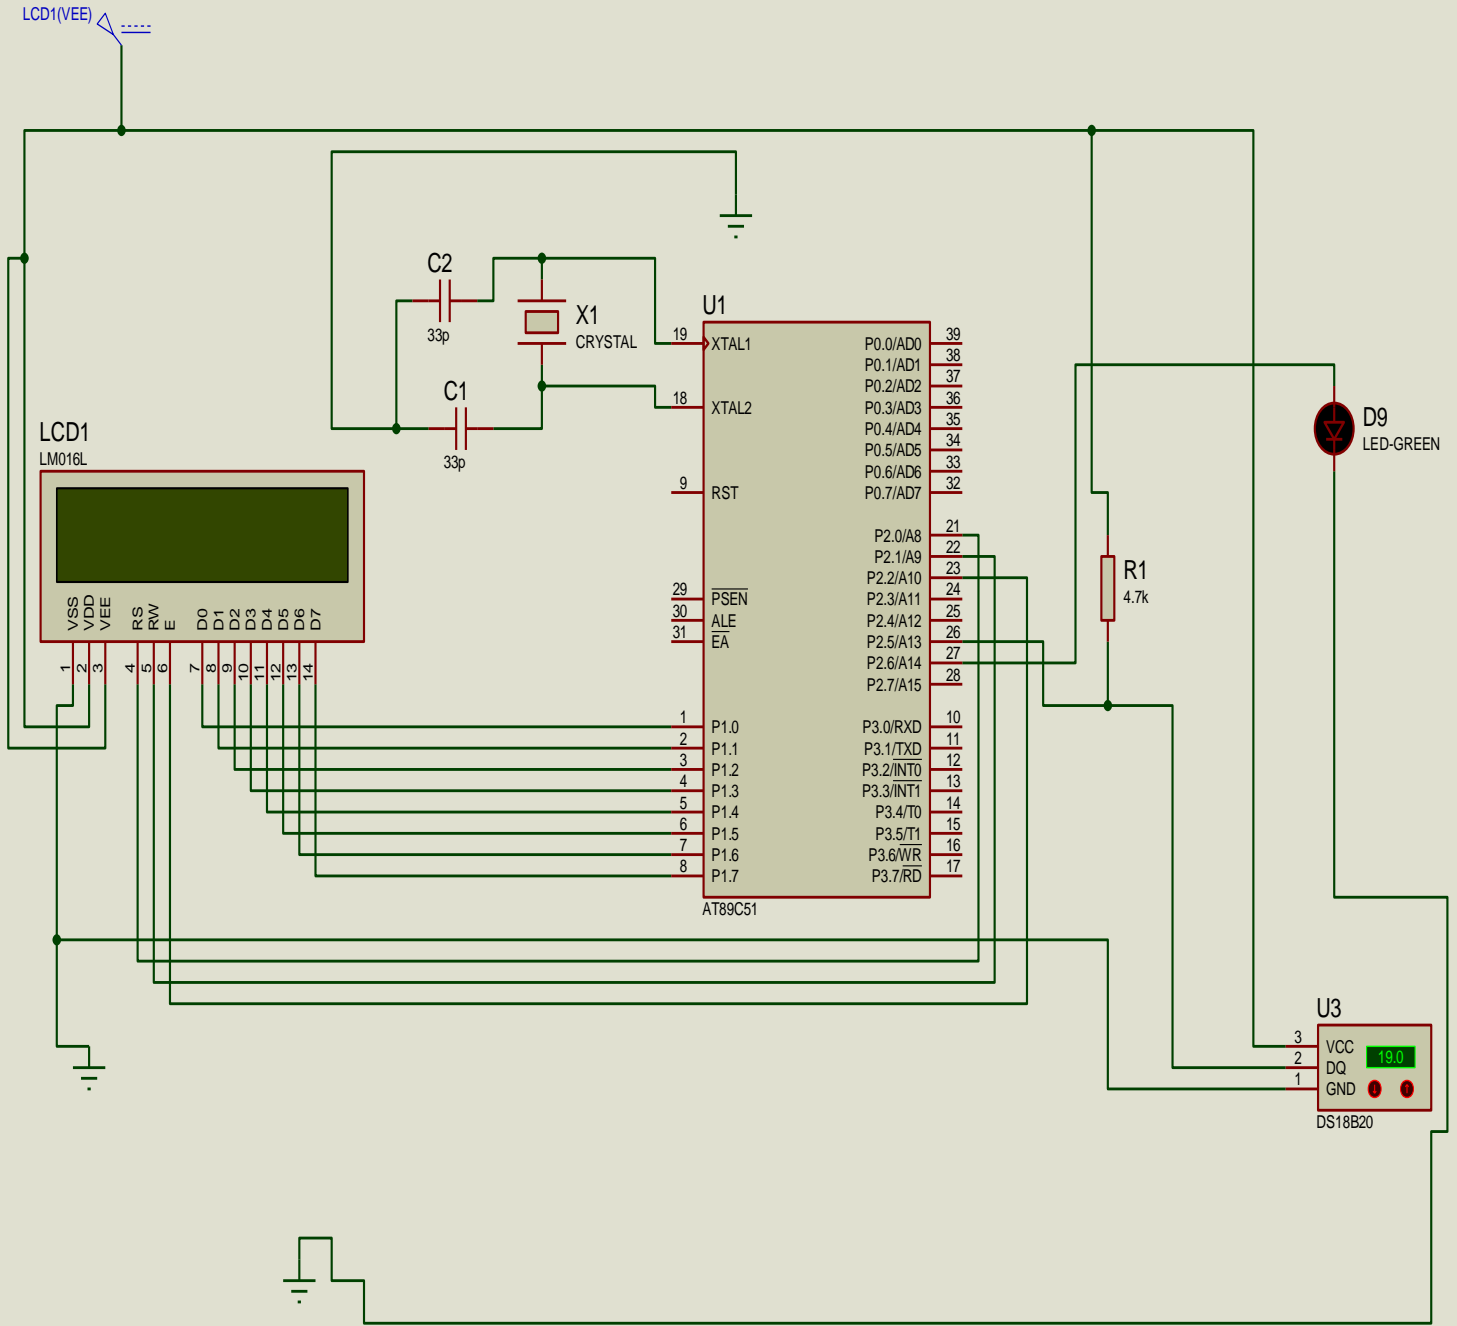 LCD1(VEE)
C2
33p
X1
CRYSTAL
C1
33p
U1
19 XTAL1
18 XTAL2
9 RST
29 PSEN
30 ALE
31 EA
1 P1.0
2 P1.1
3 P1.2
4 P1.3
5 P1.4
6 P1.5
7 P1.6
8 P1.7
P0.0/AD0 39
P0.1/AD1 38
P0.2/AD2 37
P0.3/AD3 36
P0.4/AD4 35
P0.5/AD5 34
P0.6/AD6 33
P0.7/AD7 32
P2.0/A8 21
P2.1/A9 22
P2.2/A10 23
P2.3/A11 24
P2.4/A12 25
P2.5/A13 26
P2.6/A14 27
P2.7/A15 28
P3.0/RXD 10
P3.1/TXD 11
P3.2/INT0 12
P3.3/INT1 13
P3.4/T0 14
P3.5/T1 15
P3.6/WR 16
P3.7/RD 17
AT89C51
LCD1
LM016L
VSS VDD VEE RS RW E D0 D1 D2 D3 D4 D5 D6 D7
1 2 3 4 5 6 7 8 9 10 11 12 13 14
D9
LED-GREEN
R1
4.7k
U3
3 VCC
2 DQ
1 GND
19.0
DS18B20